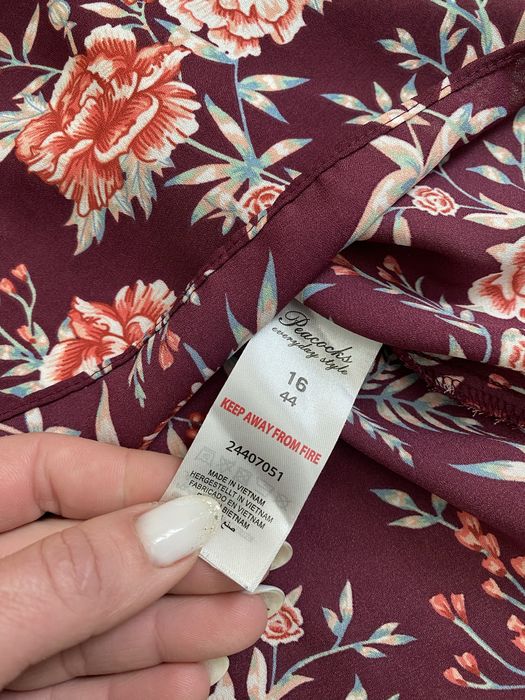 Peacocks
everyday style
16
44
KEEP AWAY FROM FIRE
24407051
MADE IN VIETNAM
HERGESTELLT IN VIETNAM
FABRICADO EN VIETNAM